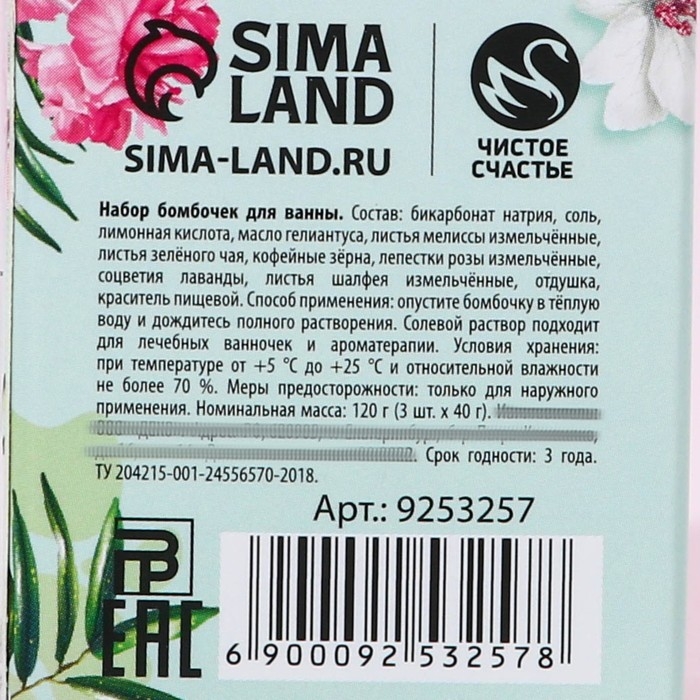 SIMA
LAND
SIMA-LAND.RU
ЧИСТОЕ
СЧАСТЬЕ
Набор бомбочек для ванны. Состав: бикарбонат натрия, соль,
лимонная кислота, масло гелиантуса, листья мелиссы измельчённые,
листья зелёного чая, кофейные зёрна, лепестки розы измельчённые,
соцветия лаванды, листья шалфея измельчённые, отдушка,
краситель пищевой. Способ применения: опустите бомбочку в тёплую
воду и дождитесь полного растворения. Солевой раствор подходит
для лечебных ванночек и ароматерапии. Условия хранения:
при температуре от +5 °С до +25 °С и относительной влажности
не более 70 %. Меры предосторожности: только для наружного
применения. Номинальная масса: 120 г (3 шт. х 40 г).
Срок годности: 3 года.
ТУ 204215-001-24556570-2018.
Арт.: 9253257
ПР
ЕАС
6 900092 532578